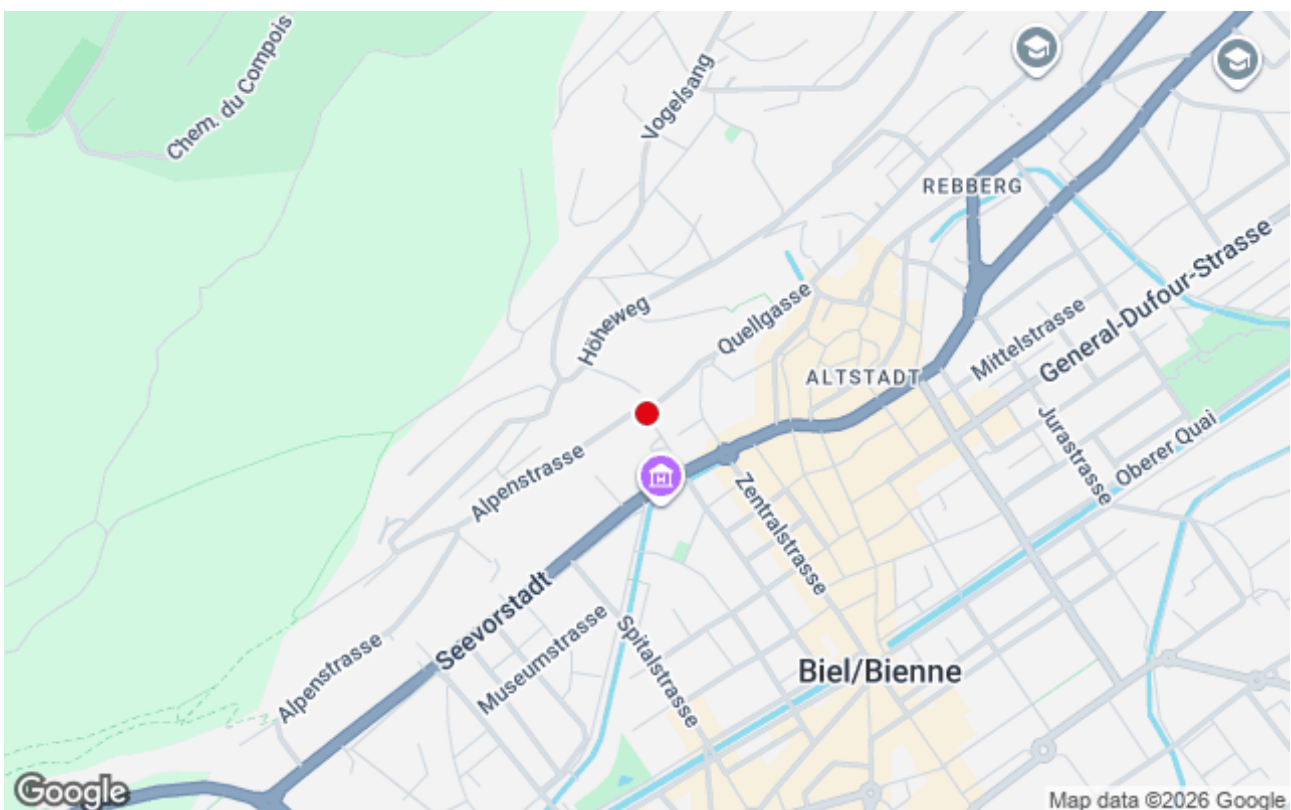 Chem. du Compois
Vogelsang
REBBERG
General-Dufour-Strasse
Höheweg
Quellgasse
Mittelstrasse
ALTSTADT
Jurastrasse
Oberer Quai
Alpenstrasse
Zentralstrasse
Seevorstadt
Museumstrasse
Spitalstrasse
Alpenstrasse
Biel/Bienne
Google
Map data ©2026 Google